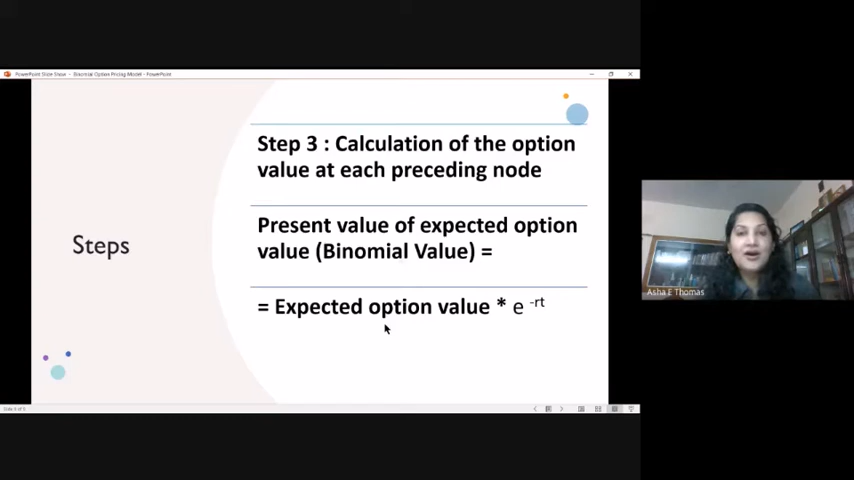 PowerPoint Slide Show - Binomial Option Pricing Model - PowerPoint
Step 3 : Calculation of the option
value at each preceding node
Present value of expected option
value (Binomial Value) =
Steps
= Expected option value * e -rt
Asha E Thomas